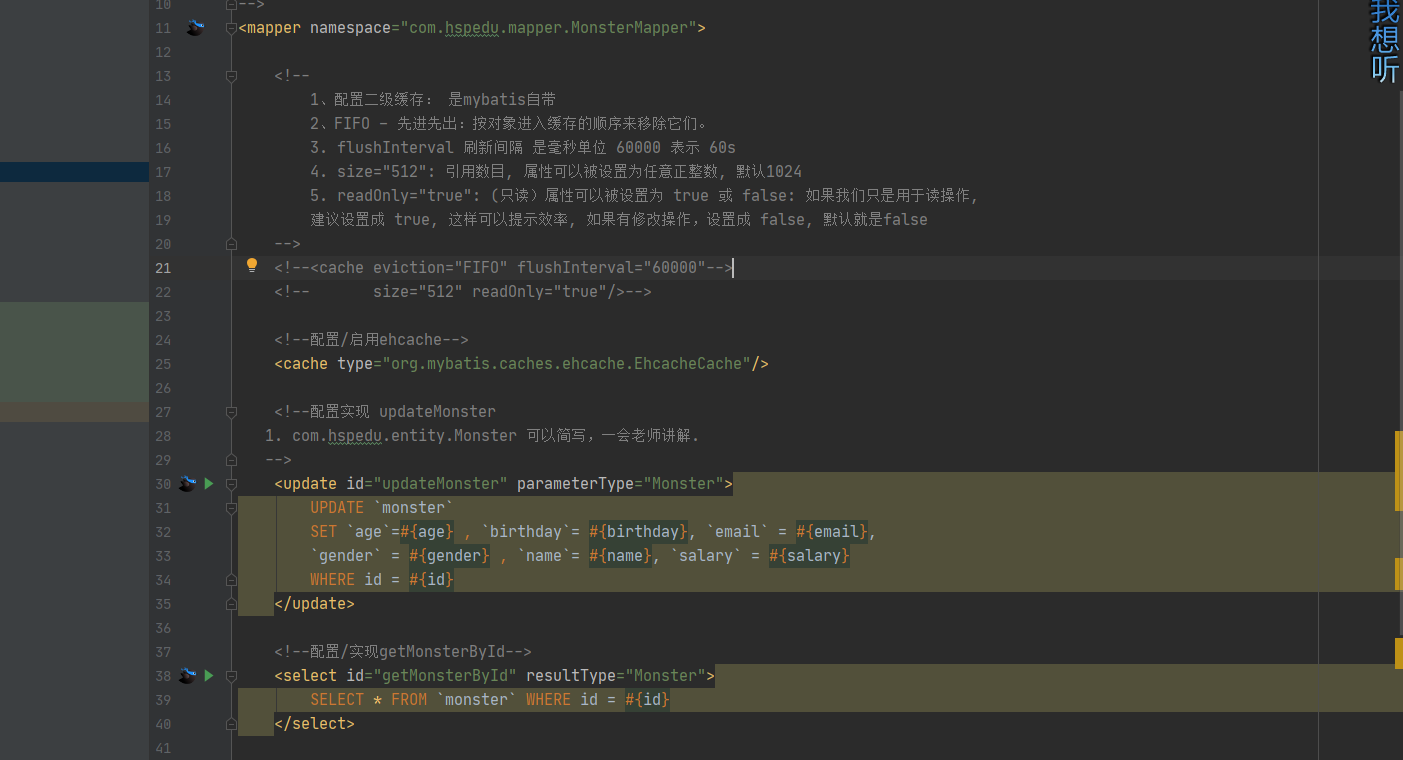 10 -->
11 <mapper namespace="com.hspedu.mapper.MonsterMapper">
12
13 <!--
14 1、配置二级缓存： 是mybatis自带
15 2、FIFO – 先进先出：按对象进入缓存的顺序来移除它们。
16 3. flushInterval 刷新间隔 是毫秒单位 60000 表示 60s
17 4. size="512": 引用数目, 属性可以被设置为任意正整数, 默认1024
18 5. readOnly="true": (只读）属性可以被设置为 true 或 false: 如果我们只是用于读操作,
19 建议设置成 true, 这样可以提示效率, 如果有修改操作，设置成 false, 默认就是false
20 -->
21 <!--<cache eviction="FIFO" flushInterval="60000"-->
22 <!-- size="512" readOnly="true"/>-->
23
24 <!--配置/启用ehcache-->
25 <cache type="org.mybatis.caches.ehcache.EhcacheCache"/>
26
27 <!--配置实现 updateMonster
28 1. com.hspedu.entity.Monster 可以简写，一会老师讲解.
29 -->
30 <update id="updateMonster" parameterType="Monster">
31 UPDATE `monster`
32 SET `age`=#{age} , `birthday`= #{birthday}, `email` = #{email},
33 `gender` = #{gender} , `name`= #{name}, `salary` = #{salary}
34 WHERE id = #{id}
35 </update>
36
37 <!--配置/实现getMonsterById-->
38 <select id="getMonsterById" resultType="Monster">
39 SELECT * FROM `monster` WHERE id = #{id}
40 </select>
41
我想听